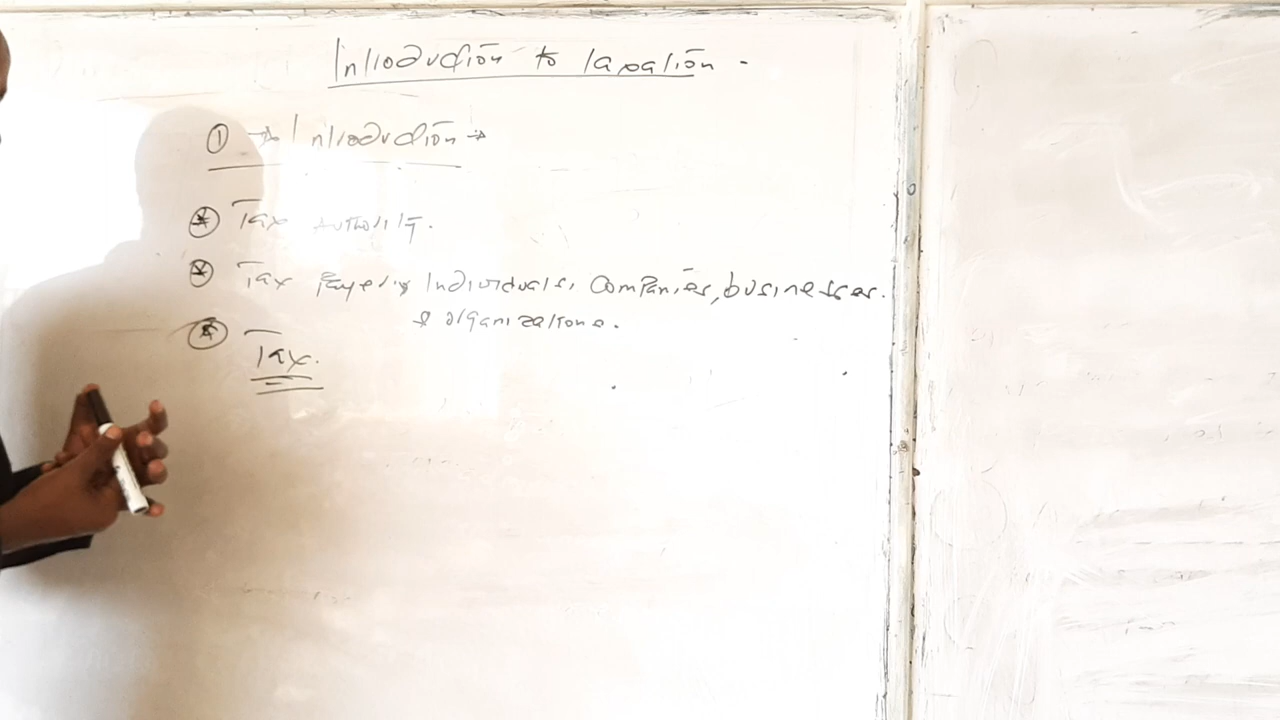 Introduction to Taxation -
① → Introduction →
* Tax Authority.
* Tax Payers Individuals, Companies, businesses.
& organizations.
* Tax.